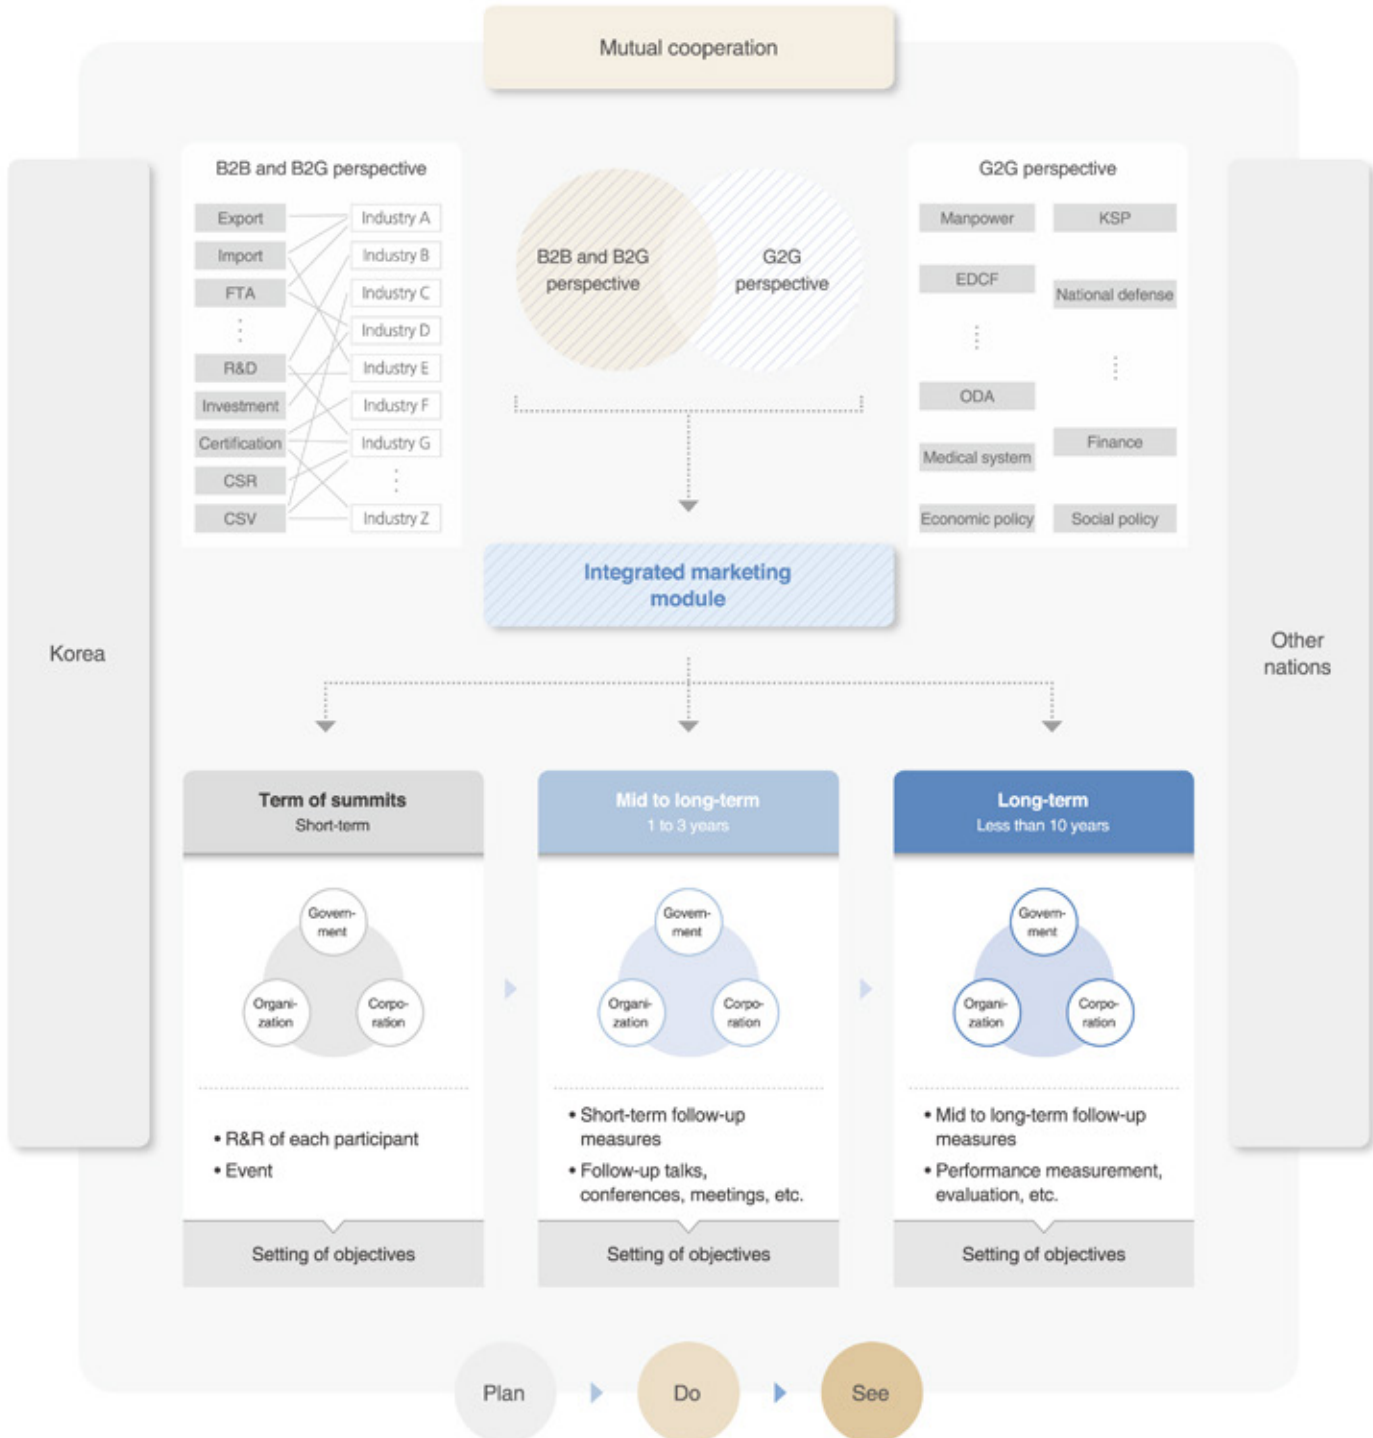 Mutual cooperation
Korea
B2B and B2G perspective
Export
Import
FTA
R&D
Investment
Certification
CSR
CSV
Industry A
Industry B
Industry C
Industry D
Industry E
Industry F
Industry G
Industry Z
B2B and B2G
perspective
G2G
perspective
G2G perspective
Manpower
EDCF
ODA
Medical system
Economic policy
KSP
National defense
Finance
Social policy
Other
nations
Integrated marketing
module
Term of summits
Short-term
Govern-
ment
Organi-
zation
Corpo-
ration
• R&R of each participant
• Event
Setting of objectives
Mid to long-term
1 to 3 years
Govern-
ment
Organi-
zation
Corpo-
ration
• Short-term follow-up
measures
• Follow-up talks,
conferences, meetings, etc.
Setting of objectives
Long-term
Less than 10 years
Govern-
ment
Organi-
zation
Corpo-
ration
• Mid to long-term follow-up
measures
• Performance measurement,
evaluation, etc.
Setting of objectives
Plan
Do
See